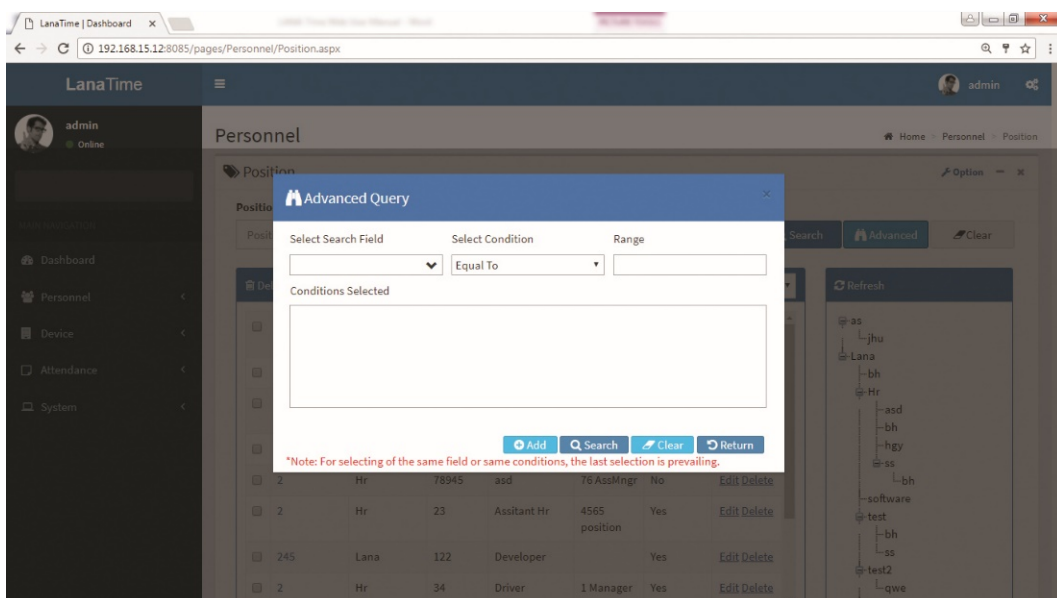 LanaTime | Dashboard
192.168.15.12:8085/pages/Personnel/Position.aspx
LanaTime
admin
admin
Online
Personnel
Home > Personnel > Position
Position
Option
Advanced Query
Positio
Posit
Search
Advanced
Clear
Select Search Field
Select Condition
Range
Equal To
Conditions Selected
Dashboard
Personnel
Device
Attendance
System
Del
Refresh
as
jhu
Lana
bh
Hr
asd
bh
hgy
ss
bh
software
test
bh
ss
test2
qwe
Add
Search
Clear
Return
*Note: For selecting of the same field or same conditions, the last selection is prevailing.
2 Hr 78945 asd 76 AssMngr No Edit Delete
2 Hr 23 Assitant Hr 4565 position Yes Edit Delete
245 Lana 122 Developer Yes Edit Delete
2 Hr 34 Driver 1 Manager Yes Edit Delete